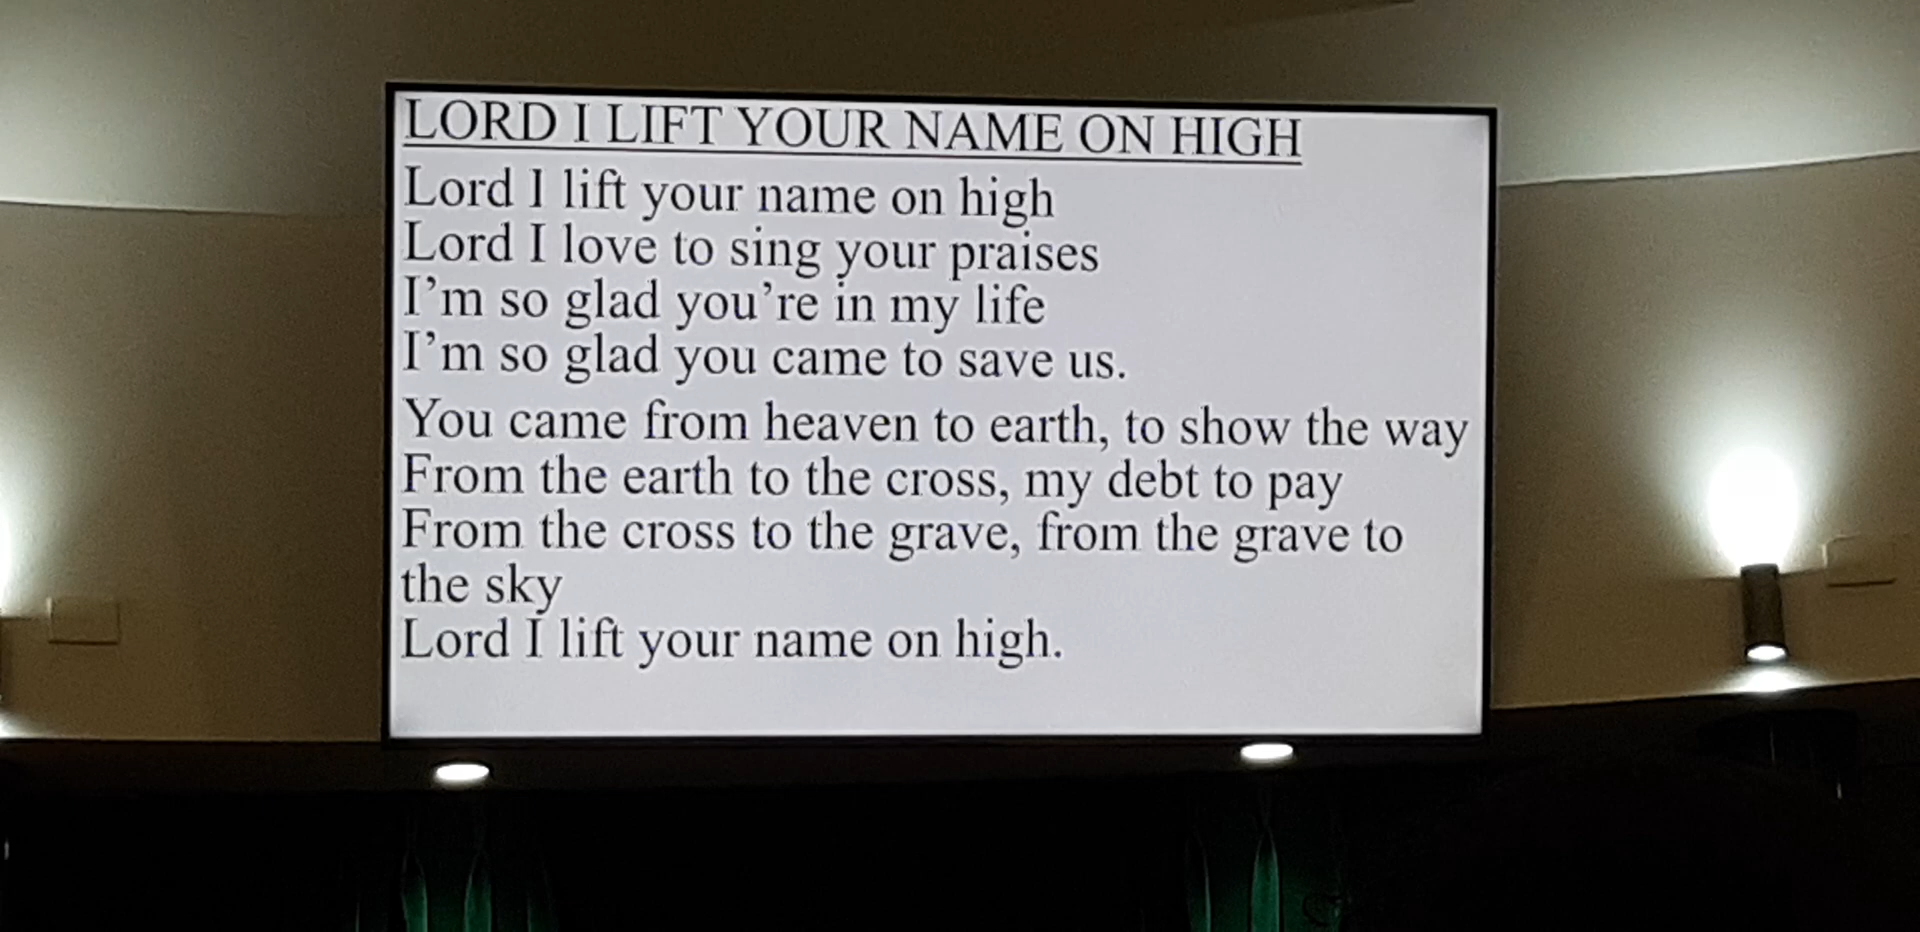 LORD I LIFT YOUR NAME ON HIGH
Lord I lift your name on high
Lord I love to sing your praises
I’m so glad you’re in my life
I’m so glad you came to save us.
You came from heaven to earth, to show the way
From the earth to the cross, my debt to pay
From the cross to the grave, from the grave to
the sky
Lord I lift your name on high.